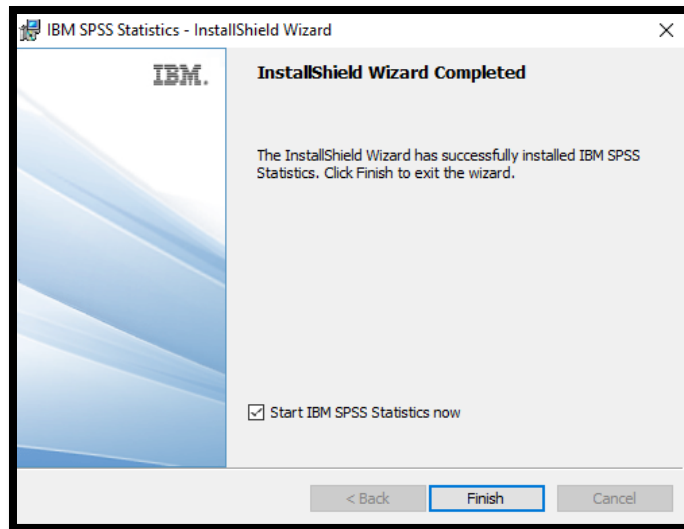 IBM SPSS Statistics - InstallShield Wizard
IBM.
InstallShield Wizard Completed
The InstallShield Wizard has successfully installed IBM SPSS
Statistics. Click Finish to exit the wizard.
Start IBM SPSS Statistics now
< Back
Finish
Cancel